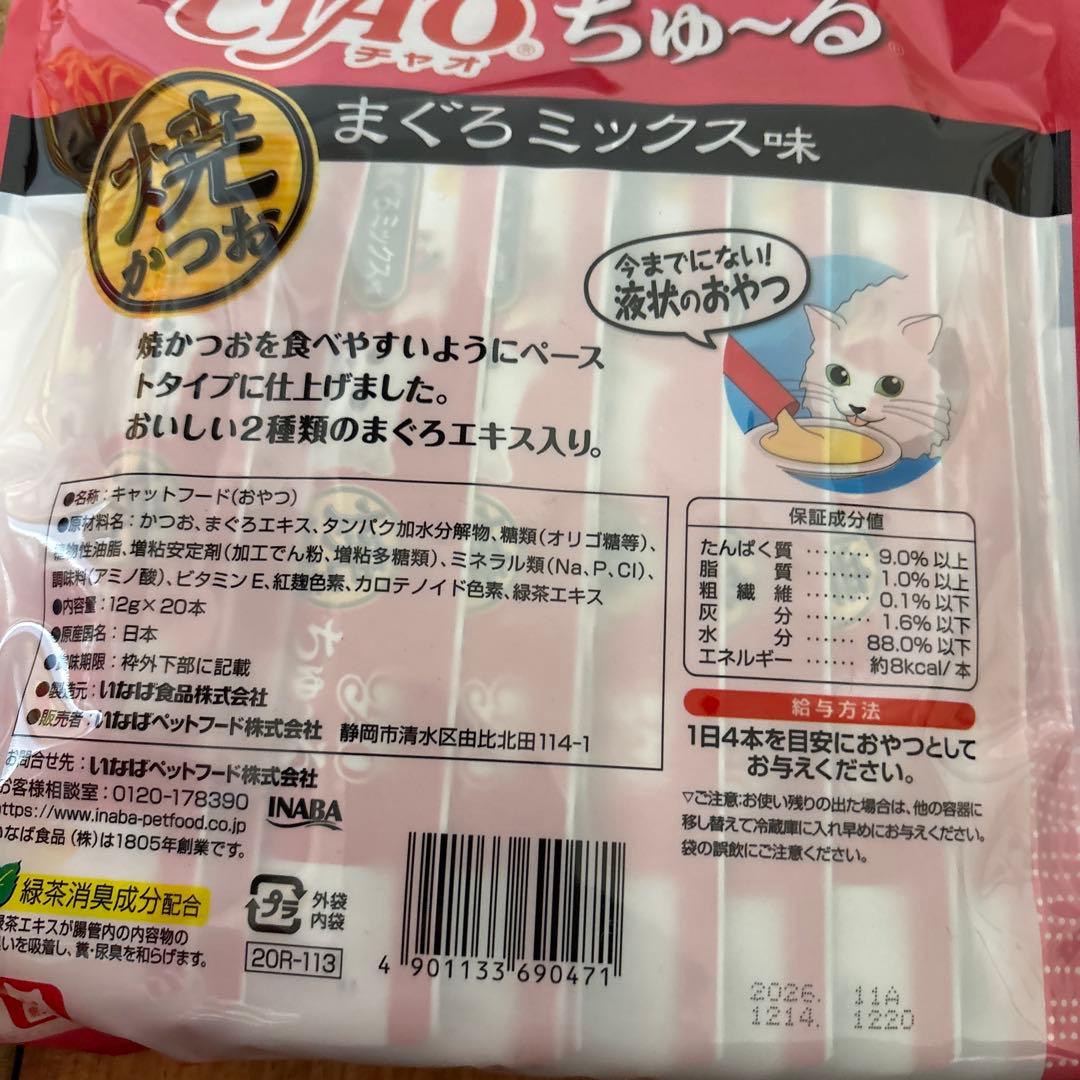 CIAO® ちゅ〜る®
チャオ
焼
かつお
まぐろミックス味
今までにない!
液状のおやつ
焼かつおを食べやすいようにペース
トタイプに仕上げました。
おいしい2種類のまぐろエキス入り。
●名称：キャットフード(おやつ)
●原材料名：かつお、まぐろエキス、タンパク加水分解物、糖類(オリゴ糖等)、
植物性油脂、増粘安定剤(加工でん粉、増粘多糖類)、ミネラル類(Na、P、Cl)、
調味料(アミノ酸)、ビタミンE、紅麹色素、カロテノイド色素、緑茶エキス
●内容量：12g×20本
●原産国名：日本
●賞味期限：枠外下部に記載
●製造元：いなば食品株式会社
●販売者：いなばペットフード株式会社 静岡市清水区由比北田114-1
保証成分値
たんぱく質 ········ 9.0%以上
脂質 ········ 1.0%以上
粗繊維 ········ 0.1%以下
灰分 ········ 1.6%以下
水分 ········ 88.0%以下
エネルギー ······ 約8kcal/本
給与方法
1日4本を目安におやつとして
お与えください。
▽ご注意:お使い残りの出た場合は、他の容器に
移し替えて冷蔵庫に入れ早めにお与えください。
袋の誤飲にご注意ください。
お問合せ先：いなばペットフード株式会社
お客様相談室：0120-178390
https://www.inaba-petfood.co.jp
INABA
いなば食品(株)は1805年創業です。
緑茶消臭成分配合
緑茶エキスが腸管内の内容物の
臭いを吸着し、糞・尿臭を和らげます。
プラ
外袋
内袋
20R-113
4 901133 690471
2026. 11A
1214. 1220